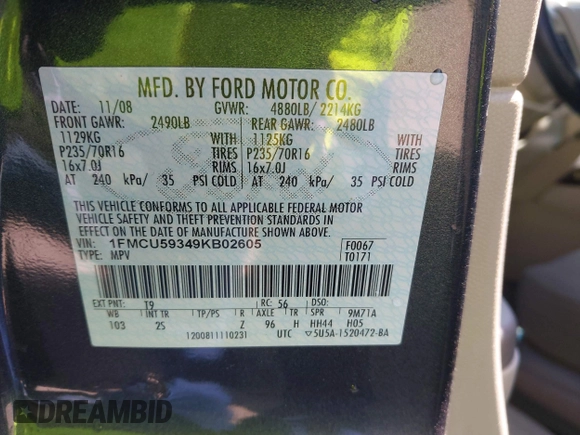 MFD. BY FORD MOTOR CO.
DATE: 11/08 GVWR: 4880LB/ 2214KG
FRONT GAWR: 2490LB REAR GAWR: 2480LB
1129KG WITH 1125KG WITH
P235/70R16 TIRES P235/70R16 TIRES
16x7.0J RIMS 16x7.0J RIMS
AT 240 kPa/ 35 PSI COLD AT 240 kPa/ 35 PSI COLD
THIS VEHICLE CONFORMS TO ALL APPLICABLE FEDERAL MOTOR
VEHICLE SAFETY AND BUMPER AND THEFT PREVENTION STANDARDS IN
EFFECT ON THE DATE OF MANUFACTURE SHOWN ABOVE.
VIN: 1FMCU59349KB02605 F0067
TYPE: MPV T0171
EXT PNT: T9 RC: 56 DSO:
WB INT TR TP/PS R AXLE TR SPR 9M71A
103 2S Z 96 H HH44 H05
1200811110231 UTC 5U5A-1520472-BA
DREAMBID